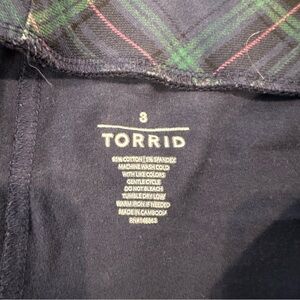 3
TORRID
95% COTTON | 5% SPANDEX
MACHINE WASH COLD
WITH LIKE COLORS
GENTLE CYCLE
DO NOT BLEACH
TUMBLE DRY LOW
WARM IRON IF NEEDED
MADE IN CAMBODIA